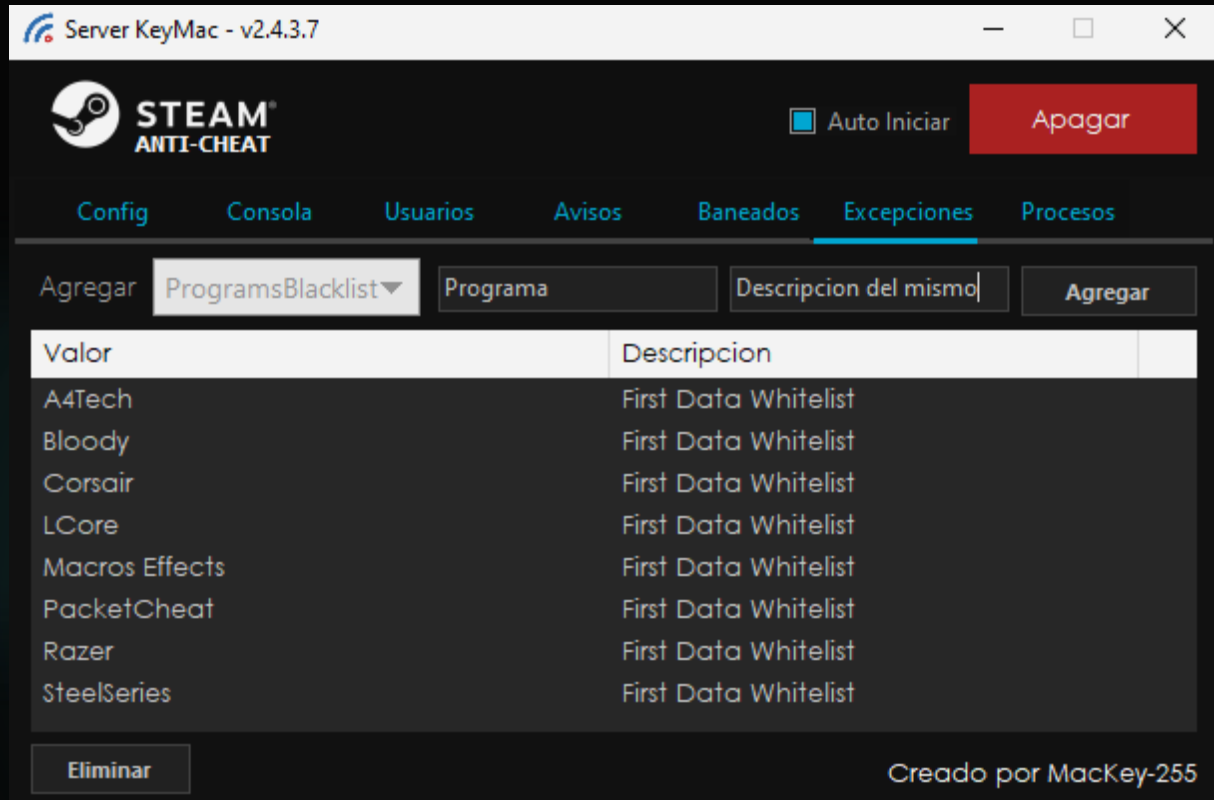 Server KeyMac - v2.4.3.7
STEAM®
ANTI-CHEAT
Auto Iniciar
Apagar
Config Consola Usuarios Avisos Baneados Excepciones Procesos
Agregar ProgramsBlacklist Programa Descripcion del mismo Agregar
Valor Descripcion
A4Tech First Data Whitelist
Bloody First Data Whitelist
Corsair First Data Whitelist
LCore First Data Whitelist
Macros Effects First Data Whitelist
PacketCheat First Data Whitelist
Razer First Data Whitelist
SteelSeries First Data Whitelist
Eliminar
Creado por MacKey-255